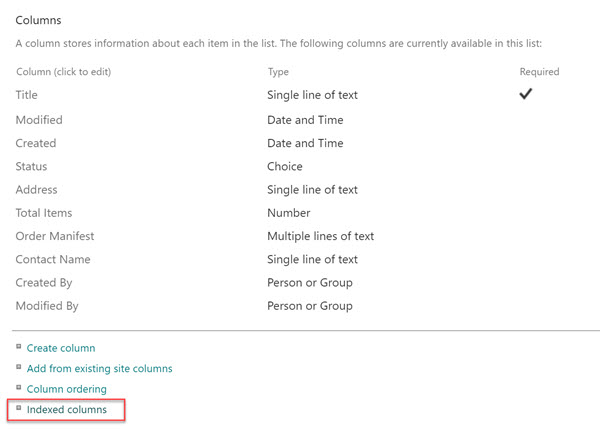 Columns
A column stores information about each item in the list. The following columns are currently available in this list:
Column (click to edit) Type Required
Title Single line of text
Modified Date and Time
Created Date and Time
Status Choice
Address Single line of text
Total Items Number
Order Manifest Multiple lines of text
Contact Name Single line of text
Created By Person or Group
Modified By Person or Group
Create column
Add from existing site columns
Column ordering
Indexed columns